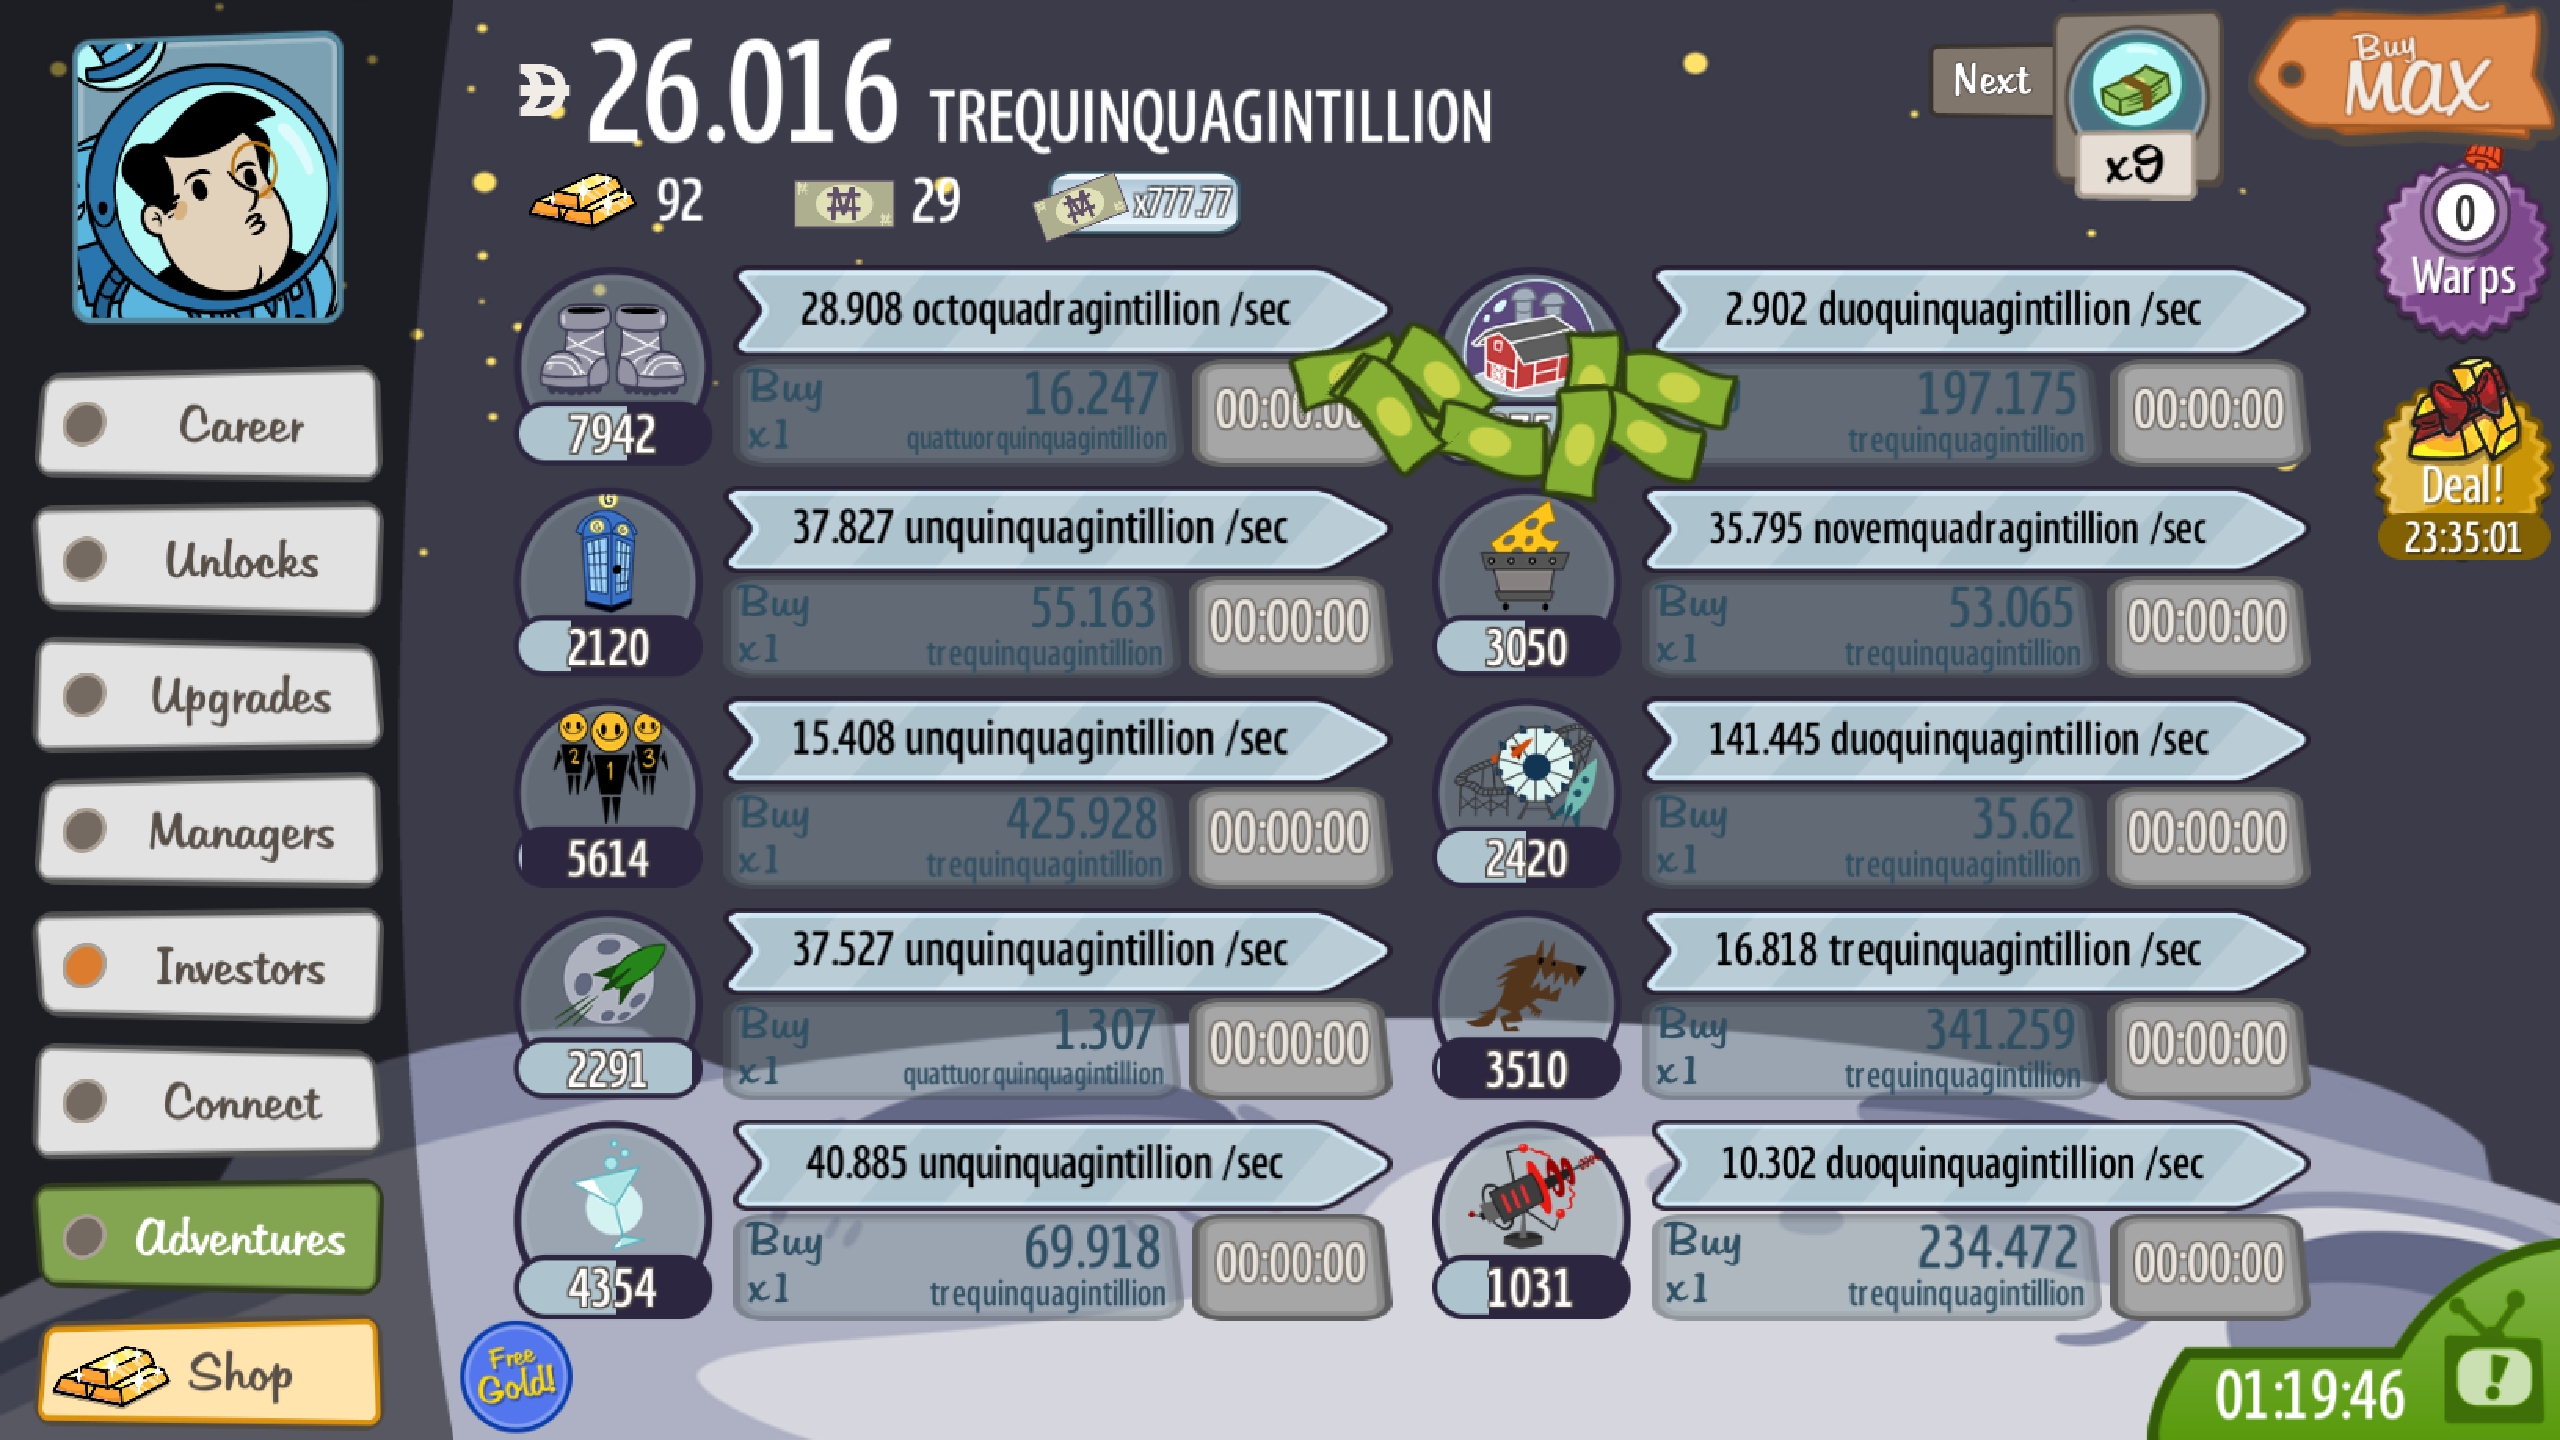 26.016 TREQUINQUAGINTILLION
92
29
x777.77
Next
x9
Buy
MAX
0
Warps
Deal!
23:35:01
Career
Unlocks
Upgrades
Managers
Investors
Connect
Adventures
Shop
28.908 octoquadragintillion /sec
Buy
x1
16.247
quattuorquinquagintillion
7942
2.902 duoquinquagintillion /sec
197.175
trequinquagintillion
00:00:00
37.827 unquinquagintillion /sec
Buy
x1
55.163
trequinquagintillion
00:00:00
2120
35.795 novemquadragintillion /sec
Buy
x1
53.065
trequinquagintillion
00:00:00
3050
15.408 unquinquagintillion /sec
Buy
x1
425.928
trequinquagintillion
00:00:00
5614
2
1
3
141.445 duoquinquagintillion /sec
Buy
x1
35.62
trequinquagintillion
00:00:00
2420
37.527 unquinquagintillion /sec
Buy
x1
1.307
quattuorquinquagintillion
00:00:00
2291
16.818 trequinquagintillion /sec
Buy
x1
341.259
trequinquagintillion
00:00:00
3510
40.885 unquinquagintillion /sec
Buy
x1
69.918
trequinquagintillion
00:00:00
4354
10.302 duoquinquagintillion /sec
Buy
x1
234.472
trequinquagintillion
00:00:00
1031
Free
Gold!
01:19:46
!